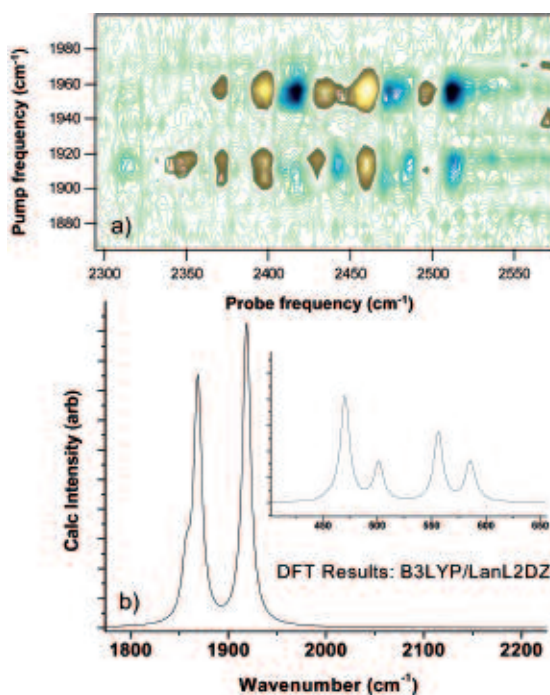 1980
1960
1940
1920
1900
1880
Pump frequency (cm⁻¹)
a)
2300 2350 2400 2450 2500 2550
Probe frequency (cm⁻¹)
Calc Intensity (arb)
450 500 550 600 650
DFT Results: B3LYP/LanL2DZ
b)
1800 1900 2000 2100 2200
Wavenumber (cm⁻¹)